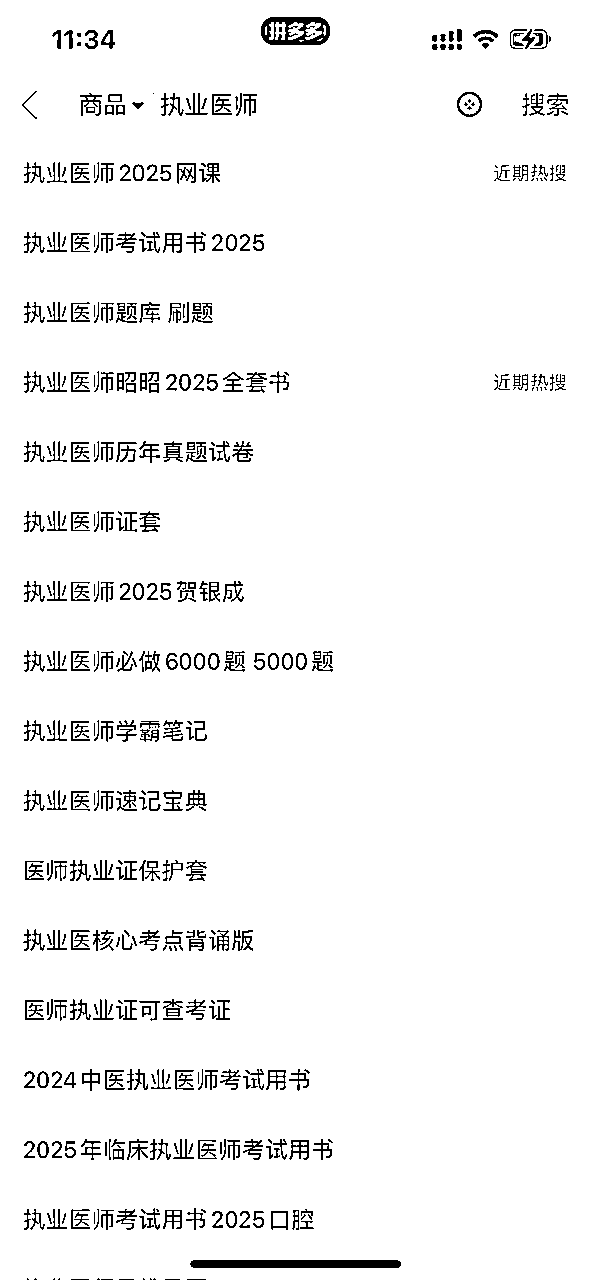 11:34
拼多多
商品 执业医师 搜索
执业医师2025网课 近期热搜
执业医师考试用书2025
执业医师题库 刷题
执业医师昭昭2025全套书 近期热搜
执业医师历年真题试卷
执业医师证套
执业医师2025贺银成
执业医师必做6000题 5000题
执业医师学霸笔记
执业医师速记宝典
医师执业证保护套
执业医核心考点背诵版
医师执业证可查考证
2024中医执业医师考试用书
2025年临床执业医师考试用书
执业医师考试用书2025口腔